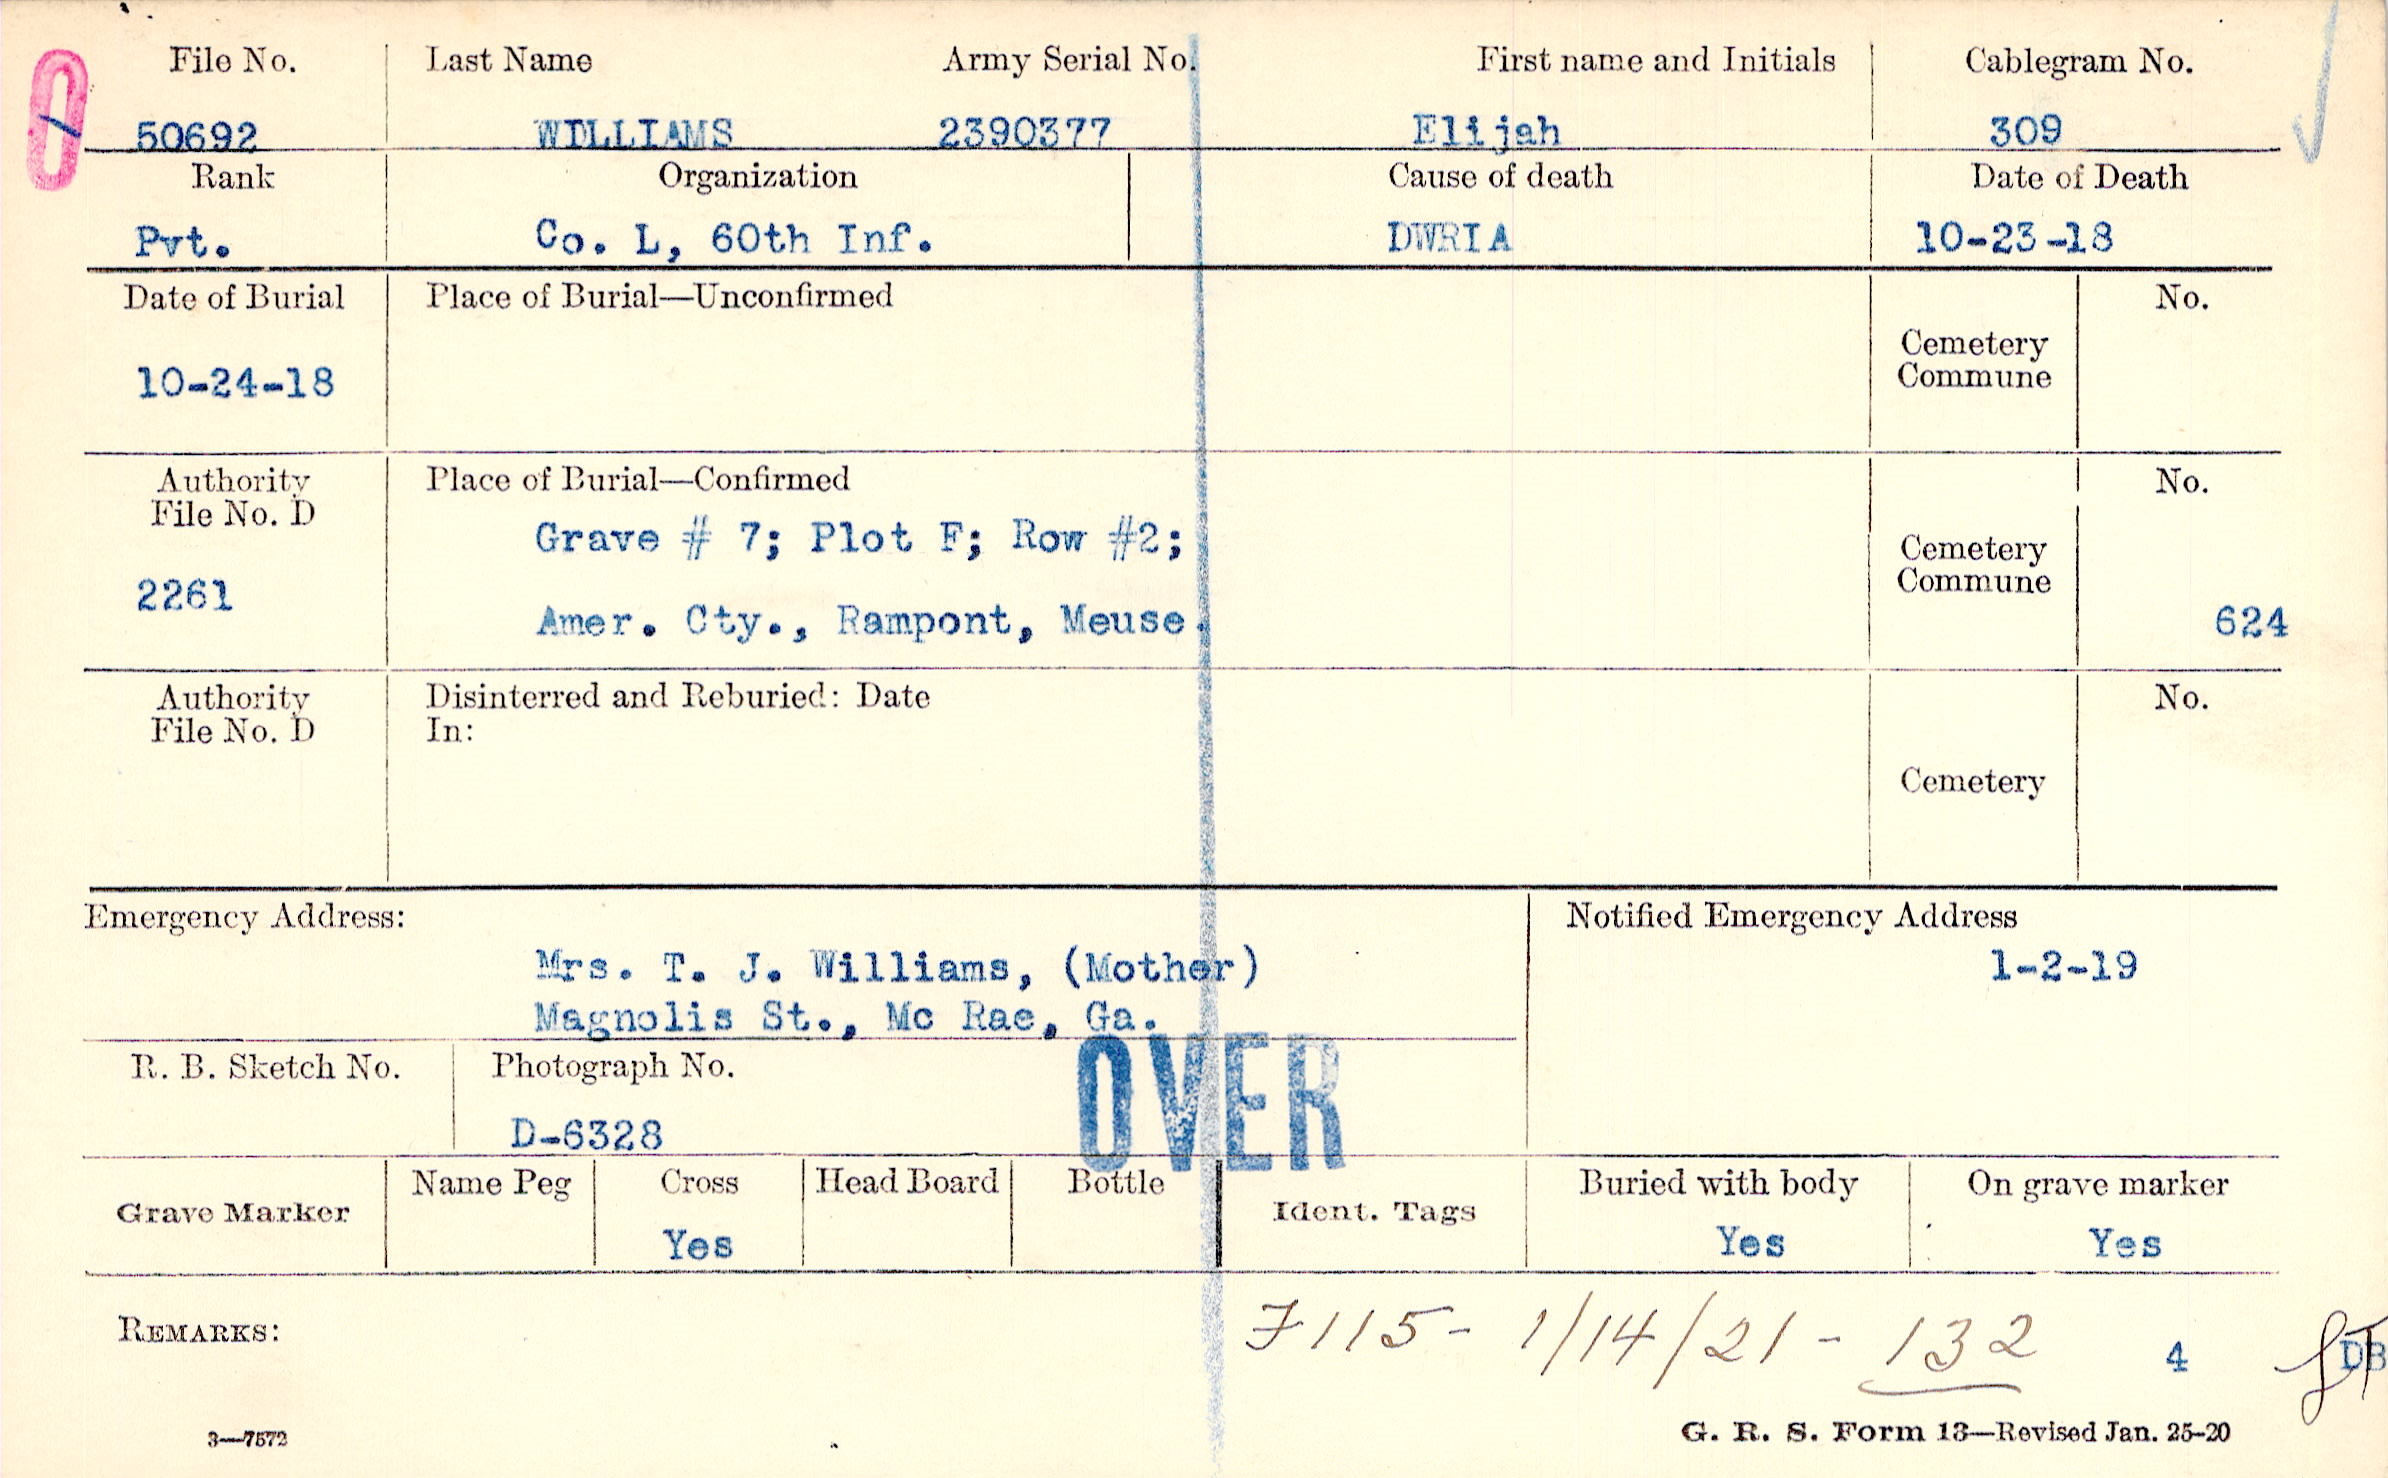 File No. Last Name Army Serial No. First name and Initials Cablegram No.
50692 WILLIAMS 2390377 Elijah 309
Rank Organization Cause of death Date of Death
Pvt. Co. L, 60th Inf. DWRIA 10-23-18
Date of Burial Place of Burial—Unconfirmed No.
Cemetery
Commune
10-24-18
Authority Place of Burial—Confirmed No.
File No. D
Grave # 7; Plot F; Row #2;
Cemetery
Commune
2261
Amer. Cty., Rampont, Meuse. 624
Authority Disinterred and Reburied: Date No.
File No. D In:
Cemetery
Emergency Address: Notified Emergency Address
Mrs. T. J. Williams, (Mother) 1-2-19
Magnolis St., Mc Rae, Ga.
OVER
R. B. Sketch No. Photograph No.
D-6328
Grave Marker Name Peg Cross Head Board Bottle Ident. Tags Buried with body On grave marker
Yes Yes Yes
REMARKS: F115- 1/14/21 - 132 4 DB
3—7572 G. R. S. Form 13—Revised Jan. 25-20